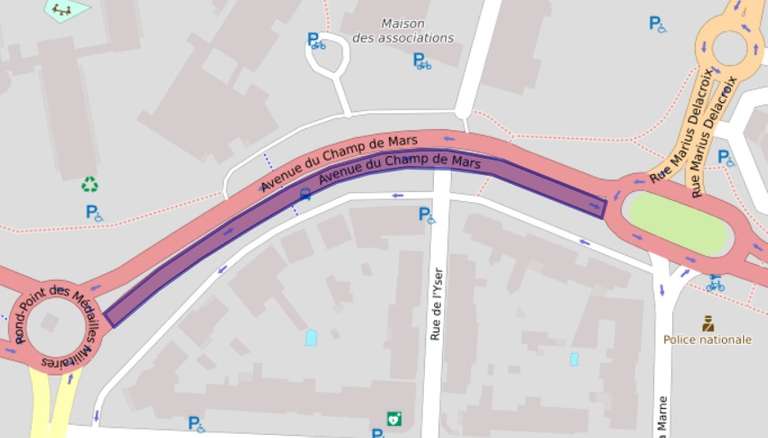 Maison
des associations
Avenue du Champ de Mars
Avenue du Champ de Mars
Rue Marius Delacroix
Rue Marius Delacroix
Rond-Point des Médailles Militaires
Rue de l'Yser
Police nationale
Marne
P
P
P
P
P
P
P
P